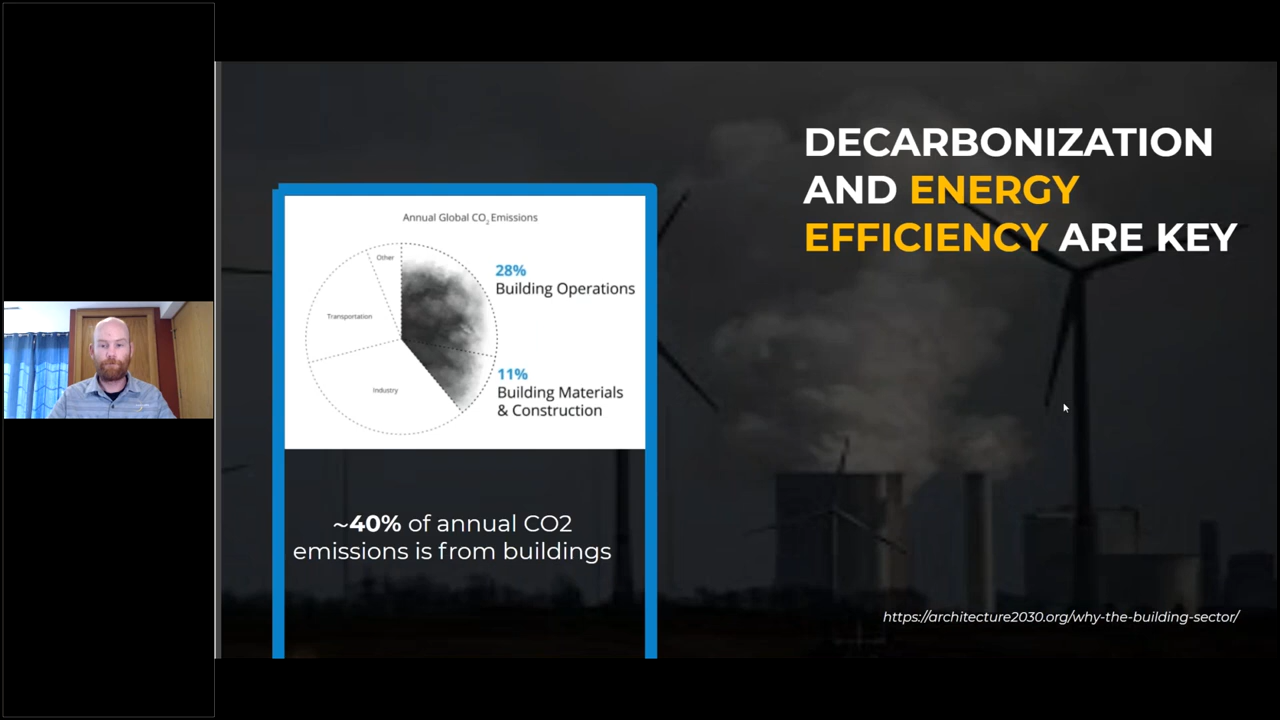 DECARBONIZATION
AND ENERGY
EFFICIENCY ARE KEY
Annual Global CO2 Emissions
Other
28%
Building Operations
Transportation
11%
Building Materials
& Construction
Industry
~40% of annual CO2
emissions is from buildings
https://architecture2030.org/why-the-building-sector/